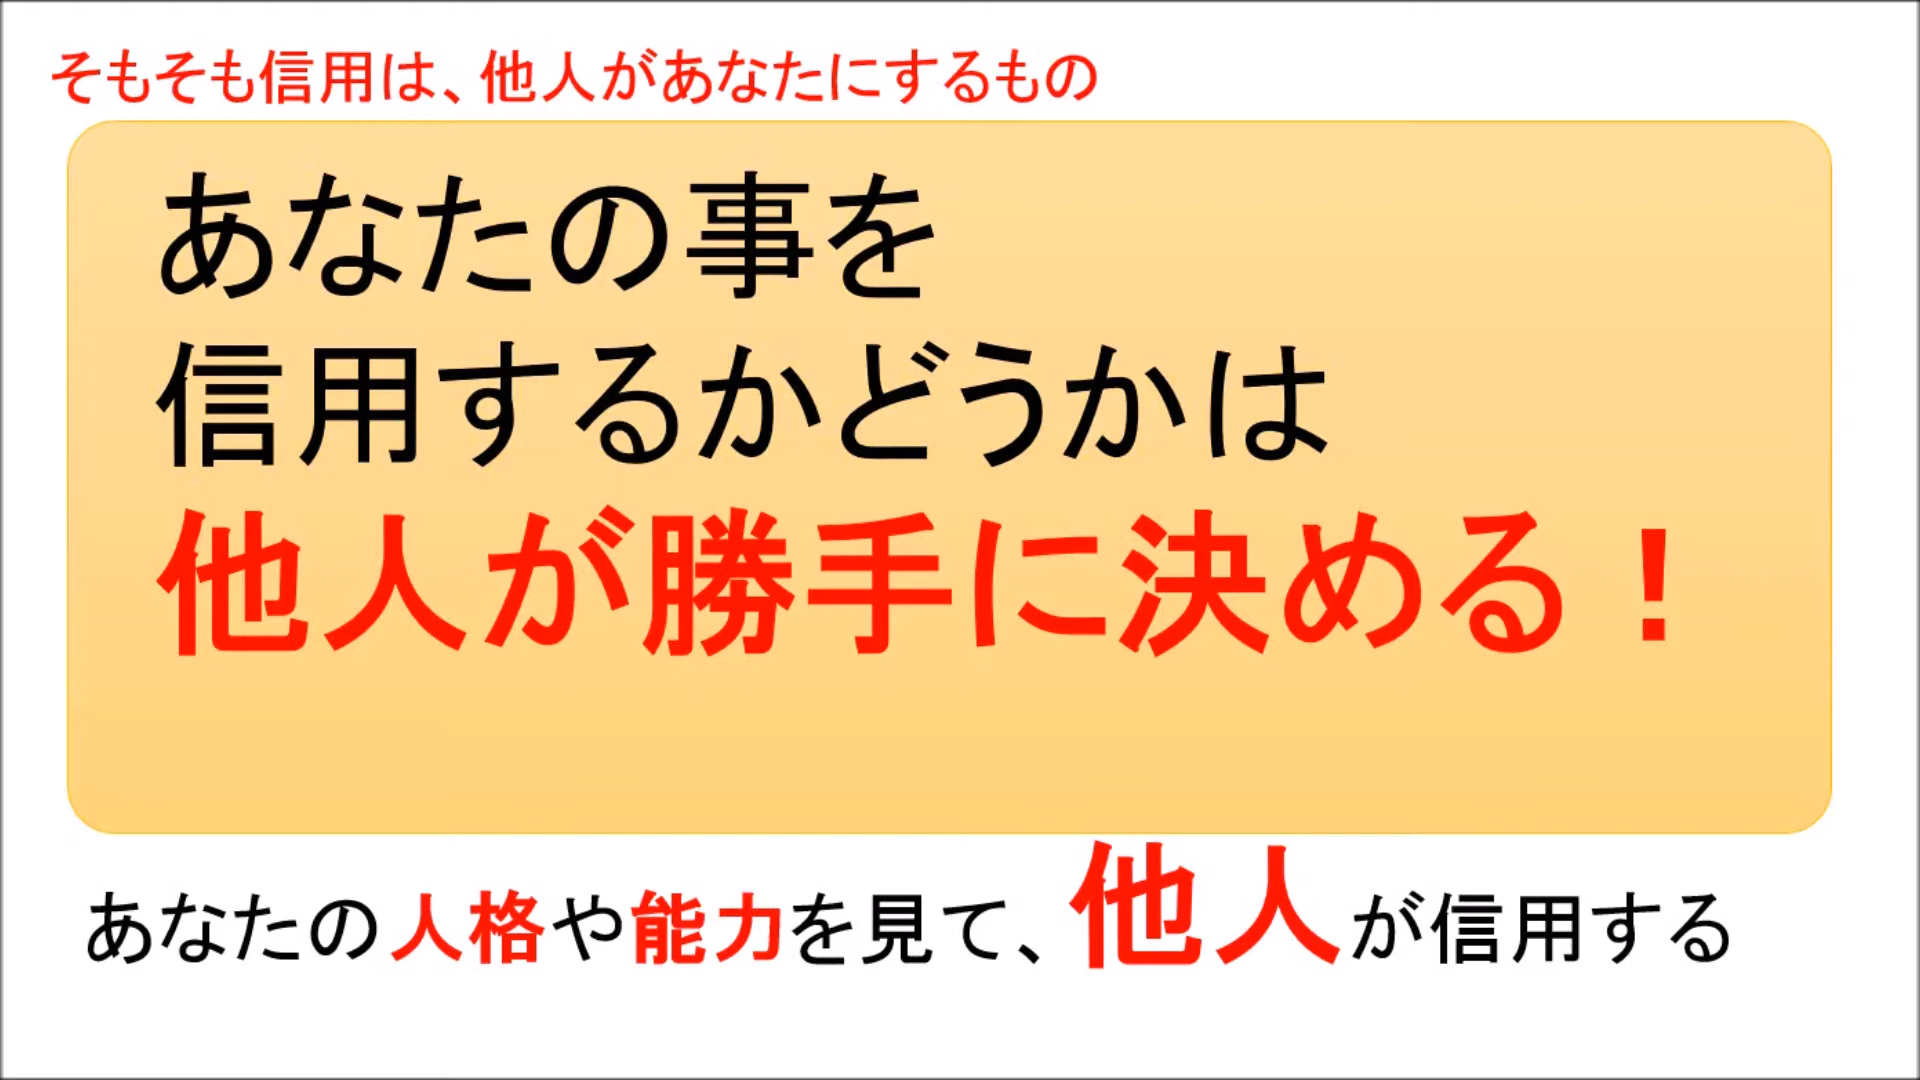 そもそも信用は、他人があなたにするもの
あなたの事を
信用するかどうかは
他人が勝手に決める！
あなたの人格や能力を見て、他人が信用する